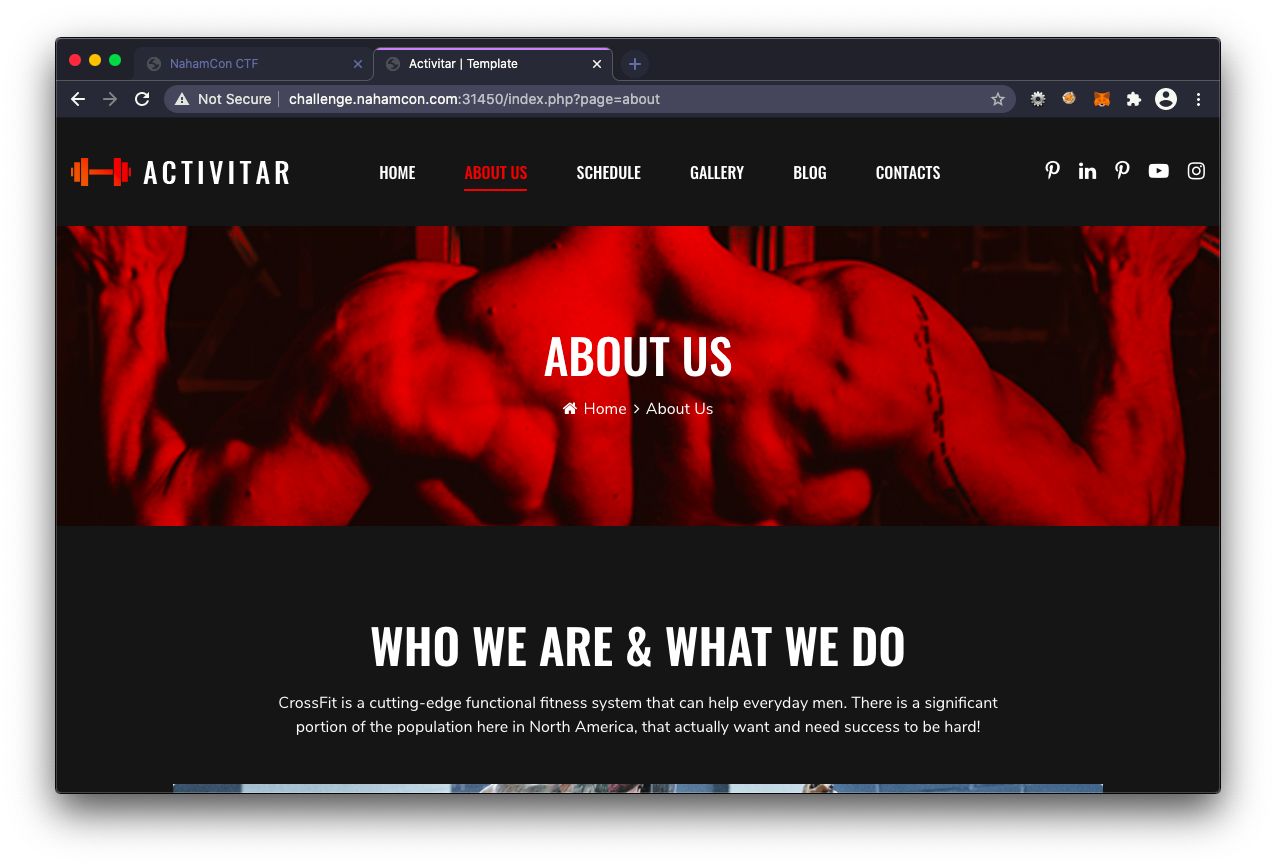 NahamCon CTF
Activitar | Template
Not Secure challenge.nahamcon.com:31450/index.php?page=about
ACTIVITAR HOME ABOUT US SCHEDULE GALLERY BLOG CONTACTS
ABOUT US
Home > About Us
WHO WE ARE & WHAT WE DO
CrossFit is a cutting-edge functional fitness system that can help everyday men. There is a significant
portion of the population here in North America, that actually want and need success to be hard!